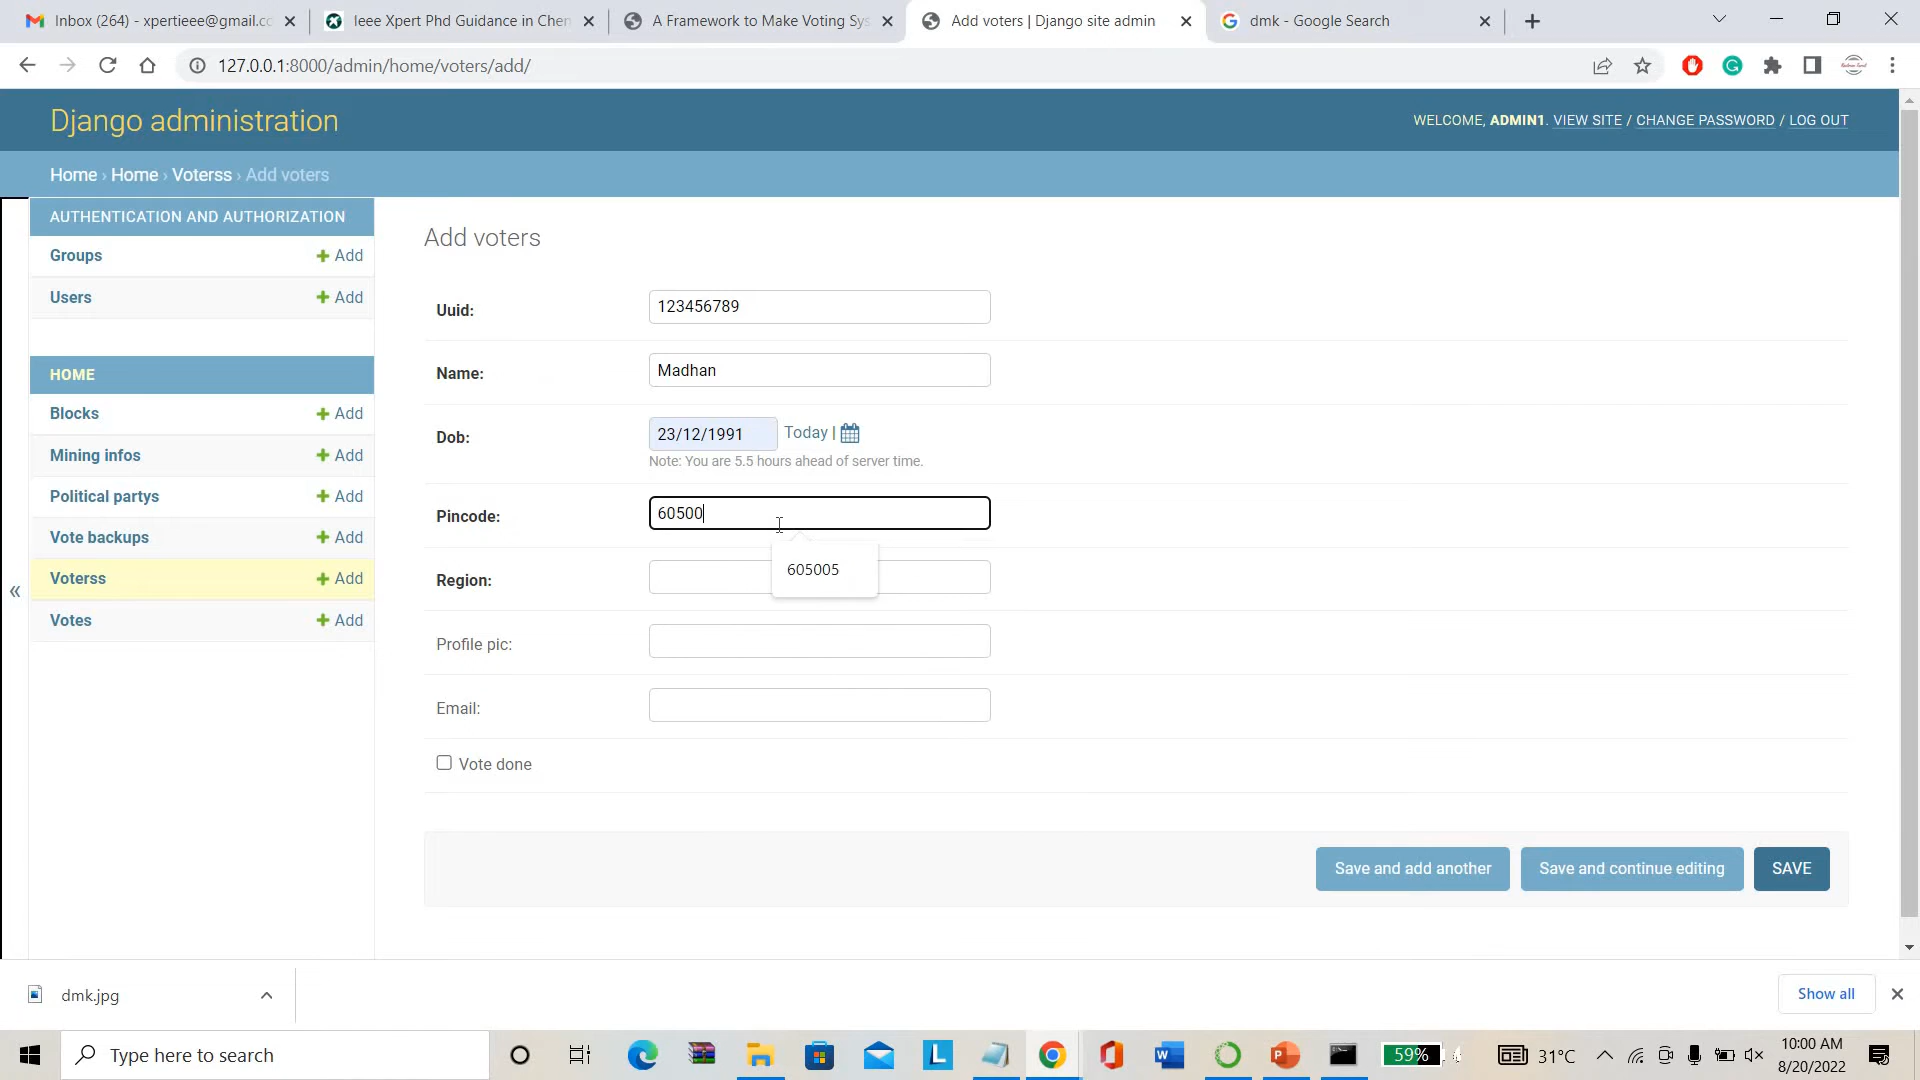 Inbox (264) - xpertieee@gmail.cc
Ieee Xpert Phd Guidance in Chen
A Framework to Make Voting Sys
Add voters | Django site admin
dmk - Google Search
127.0.0.1:8000/admin/home/voters/add/
Django administration
WELCOME, ADMIN1. VIEW SITE / CHANGE PASSWORD / LOG OUT
Home › Home › Voterss › Add voters
AUTHENTICATION AND AUTHORIZATION
Groups + Add
Users + Add
HOME
Blocks + Add
Mining infos + Add
Political partys + Add
Vote backups + Add
Voterss + Add
Votes + Add
«
Add voters
Uuid: 123456789
Name: Madhan
Dob: 23/12/1991 Today |
Note: You are 5.5 hours ahead of server time.
Pincode: 60500
605005
Region:
Profile pic:
Email:
Vote done
Save and add another
Save and continue editing
SAVE
dmk.jpg
Show all
Type here to search
59%
31°C
10:00 AM
8/20/2022